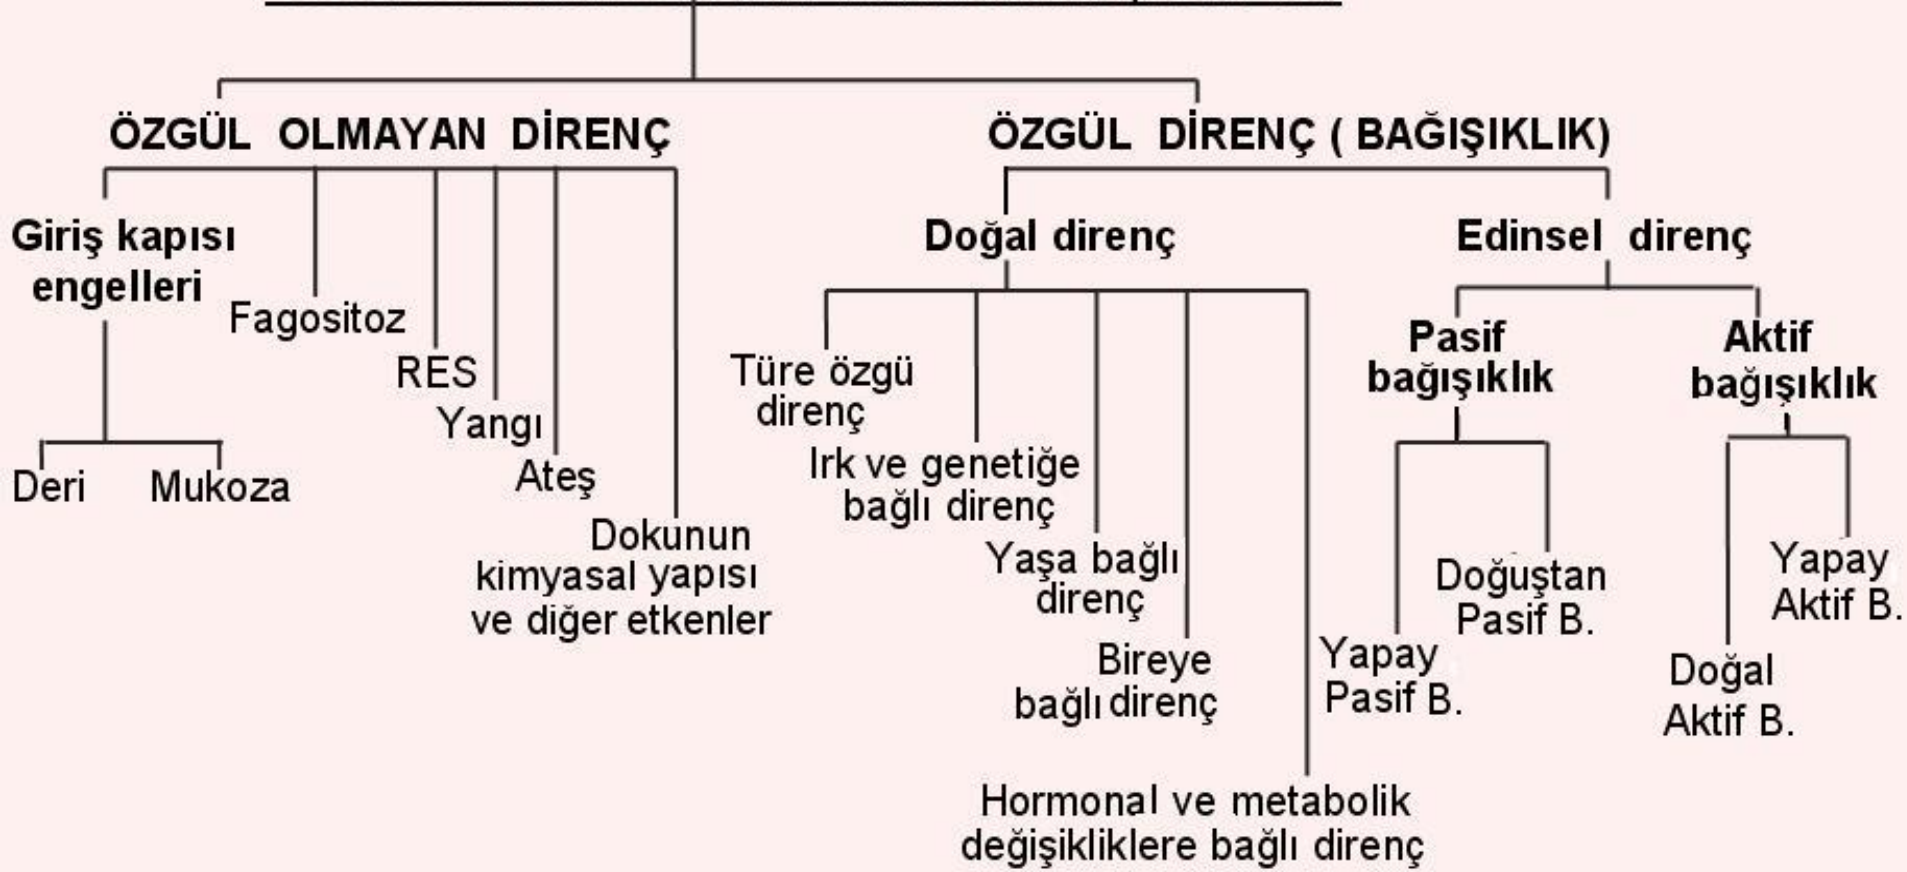 ÖZGÜL OLMAYAN DİRENÇ
ÖZGÜL DİRENÇ ( BAĞIŞIKLIK)
Giriş kapısı
engelleri
Deri
Mukoza
Fagositoz
RES
Yangı
Ateş
Dokunun
kimyasal yapısı
ve diğer etkenler
Doğal direnç
Türe özgü
direnç
Irk ve genetiğe
bağlı direnç
Yaşa bağlı
direnç
Bireye
bağlı direnç
Hormonal ve metabolik
değişikliklere bağlı direnç
Edinsel direnç
Pasif
bağışıklık
Yapay
Pasif B.
Doğuştan
Pasif B.
Aktif
bağışıklık
Doğal
Aktif B.
Yapay
Aktif B.